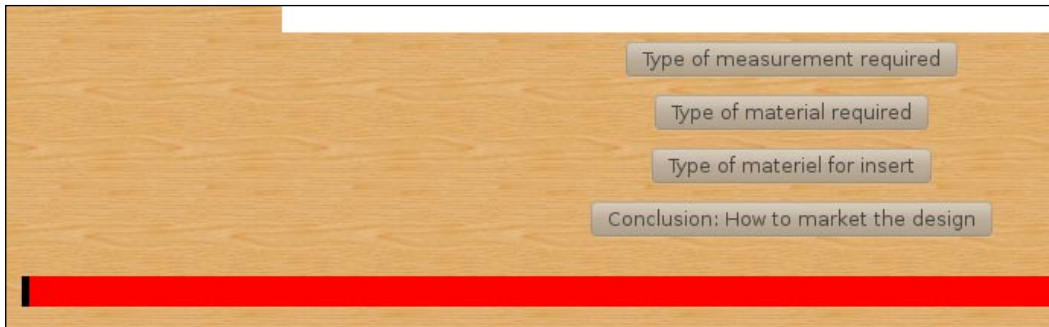 Type of measurement required
Type of material required
Type of materiel for insert
Conclusion: How to market the design